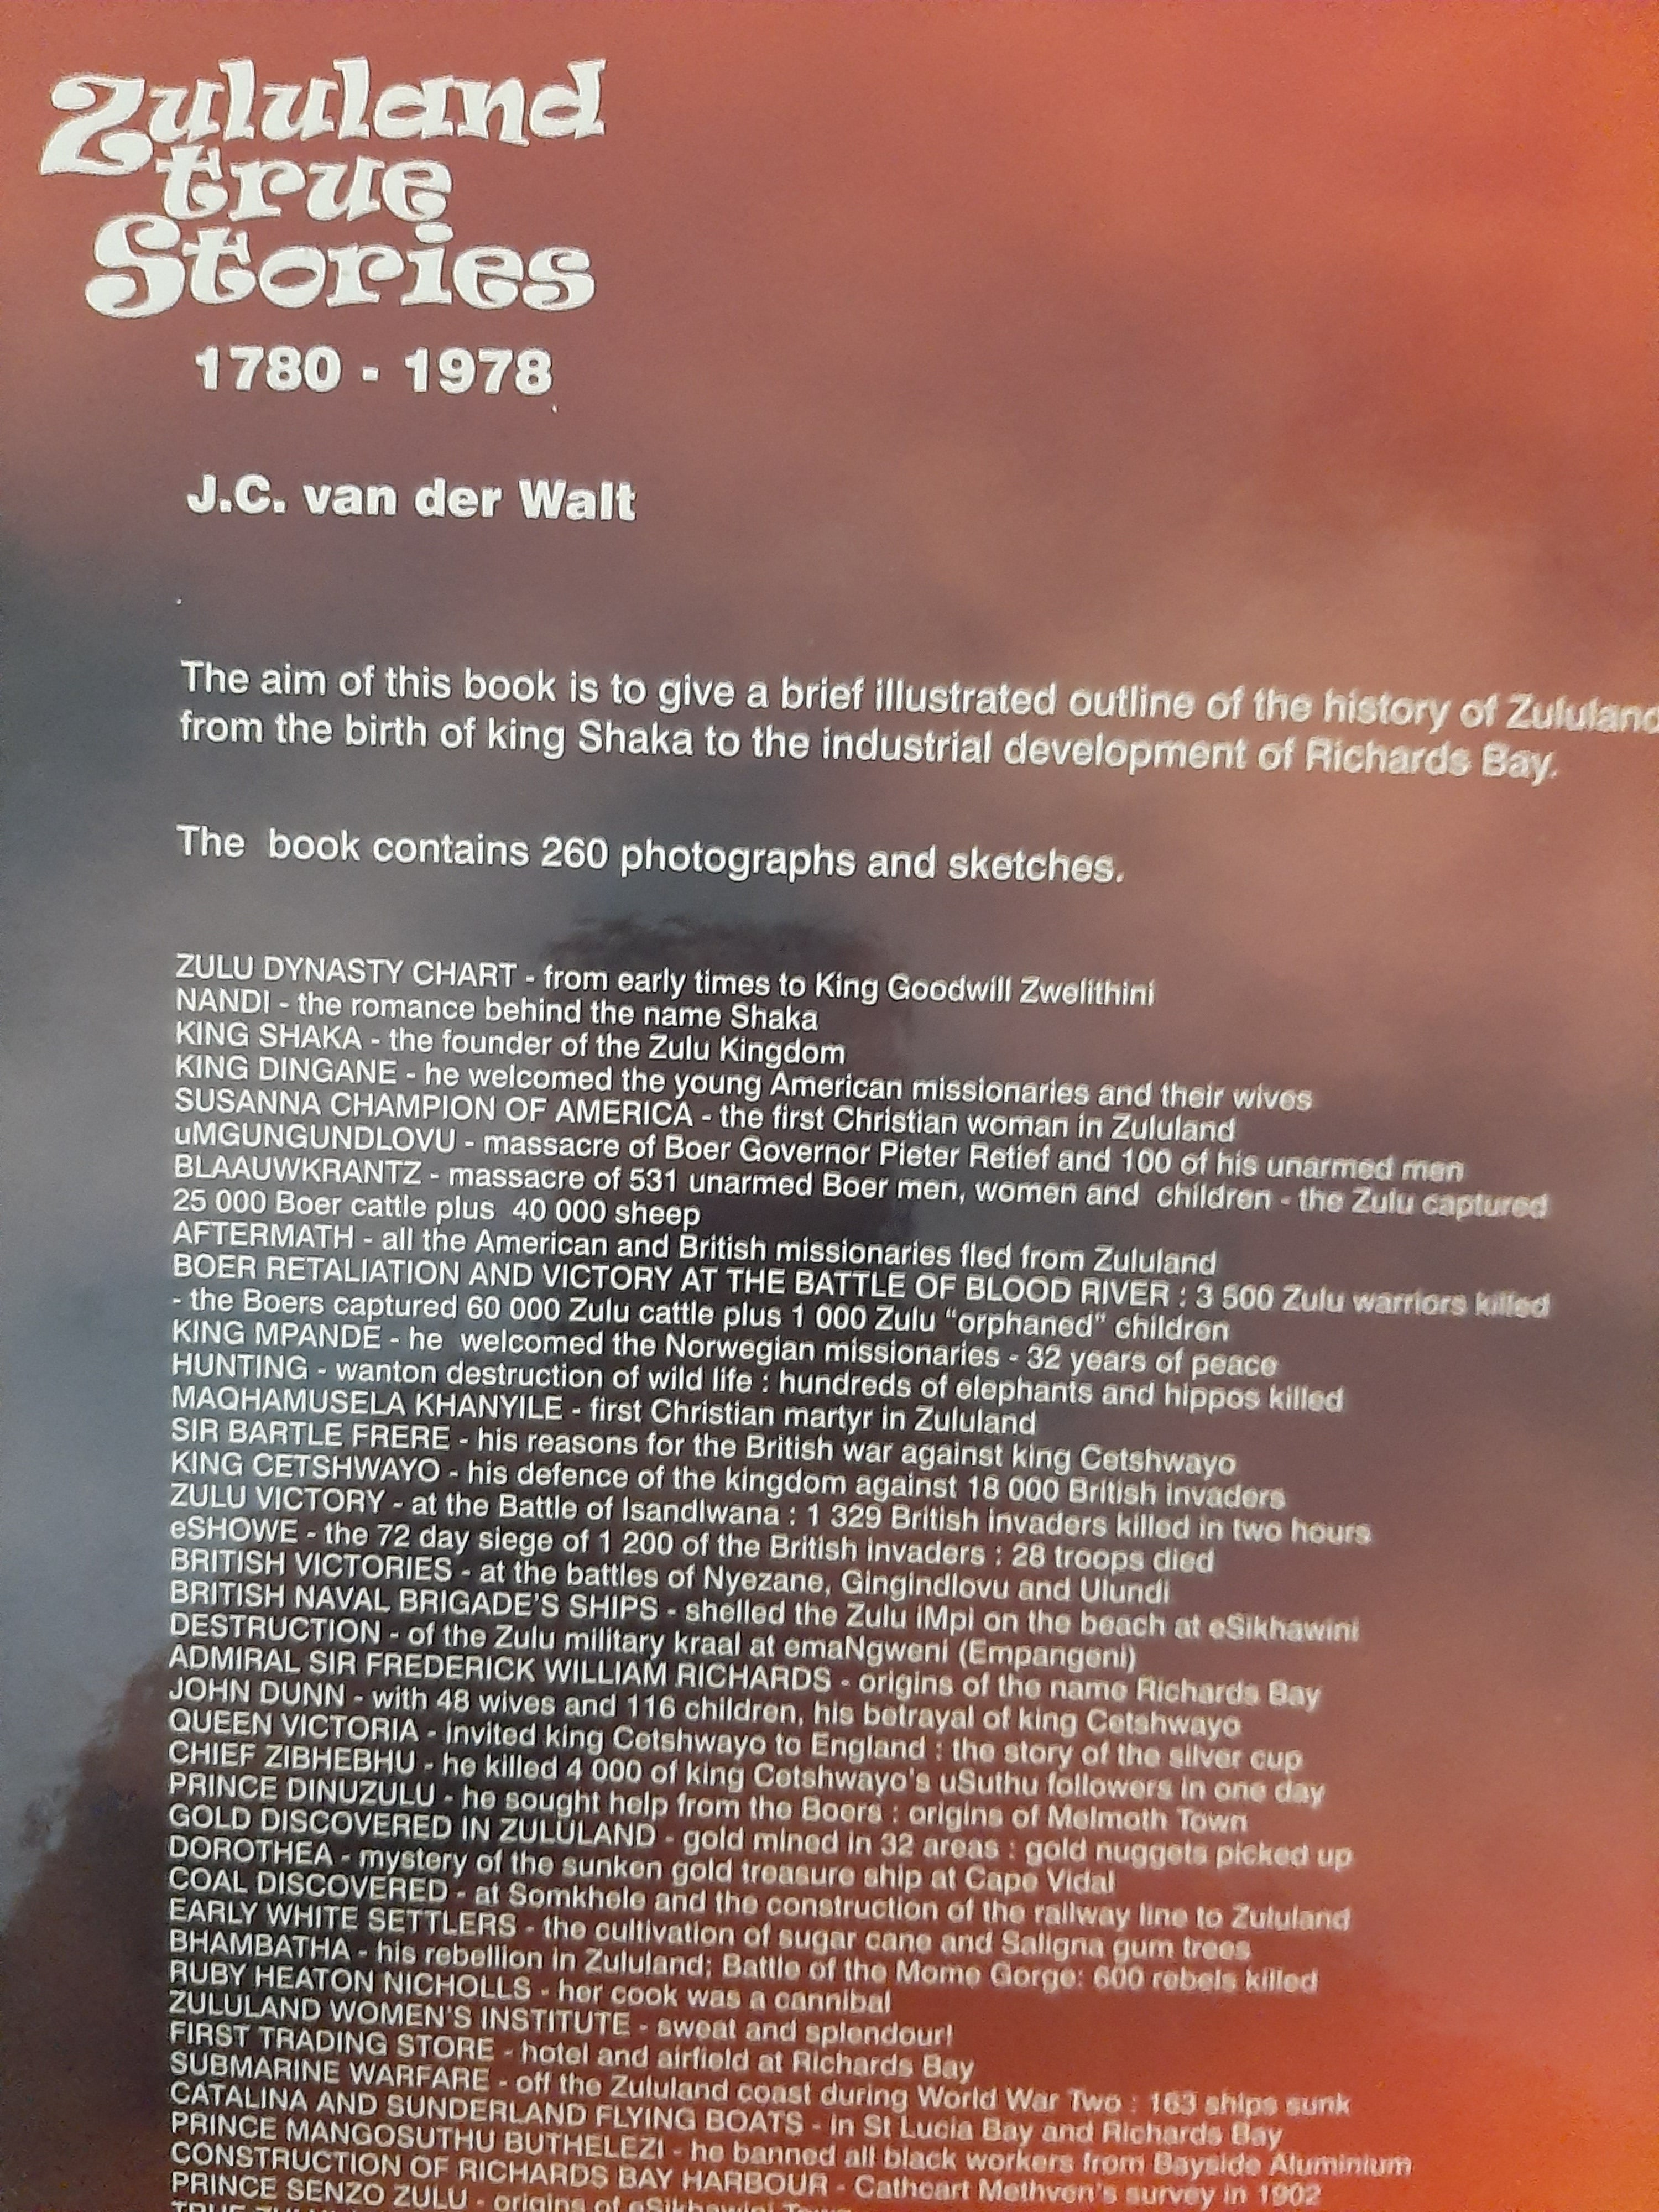 Zululand
true
Stories
1780 - 1978
J.C. van der Walt
The aim of this book is to give a brief illustrated outline of the history of Zululand
from the birth of king Shaka to the industrial development of Richards Bay.
The book contains 260 photographs and sketches.
ZULU DYNASTY CHART - from early times to King Goodwill Zwelithini
NANDI - the romance behind the name Shaka
KING SHAKA - the founder of the Zulu Kingdom
KING DINGANE - he welcomed the young American missionaries and their wives
SUSANNA CHAMPION OF AMERICA - the first Christian woman in Zululand
uMGUNGUNDLOVU - massacre of Boer Governor Pieter Retief and 100 of his unarmed men
BLAAUWKRANTZ - massacre of 531 unarmed Boer men, women and children - the Zulu captured
25 000 Boer cattle plus 40 000 sheep
AFTERMATH - all the American and British missionaries fled from Zululand
BOER RETALIATION AND VICTORY AT THE BATTLE OF BLOOD RIVER : 3 500 Zulu warriors killed
- the Boers captured 60 000 Zulu cattle plus 1 000 Zulu "orphaned" children
KING MPANDE - he welcomed the Norwegian missionaries - 32 years of peace
HUNTING - wanton destruction of wild life : hundreds of elephants and hippos killed
MAQHAMUSELA KHANYILE - first Christian martyr in Zululand
SIR BARTLE FRERE - his reasons for the British war against king Cetshwayo
KING CETSHWAYO - his defence of the kingdom against 18 000 British invaders
ZULU VICTORY - at the Battle of Isandlwana : 1 329 British invaders killed in two hours
eSHOWE - the 72 day siege of 1 200 of the British invaders : 28 troops died
BRITISH VICTORIES - at the battles of Nyezane, Gingindlovu and Ulundi
BRITISH NAVAL BRIGADE'S SHIPS - shelled the Zulu iMpi on the beach at eSikhawini
DESTRUCTION - of the Zulu military kraal at emaNgweni (Empangeni)
ADMIRAL SIR FREDERICK WILLIAM RICHARDS - origins of the name Richards Bay
JOHN DUNN - with 48 wives and 116 children, his betrayal of king Cetshwayo
QUEEN VICTORIA - invited king Cetshwayo to England : the story of the silver cup
CHIEF ZIBHEBHU - he killed 4 000 of king Cetshwayo's uSuthu followers in one day
PRINCE DINUZULU - he sought help from the Boers : origins of Melmoth Town
GOLD DISCOVERED IN ZULULAND - gold mined in 32 areas : gold nuggets picked up
DOROTHEA - mystery of the sunken gold treasure ship at Cape Vidal
COAL DISCOVERED - at Somkhele and the construction of the railway line to Zululand
EARLY WHITE SETTLERS - the cultivation of sugar cane and Saligna gum trees
BHAMBATHA - his rebellion in Zululand; Battle of the Mome Gorge: 600 rebels killed
RUBY HEATON NICHOLLS - her cook was a cannibal
ZULULAND WOMEN'S INSTITUTE - sweat and splendour!
FIRST TRADING STORE - hotel and airfield at Richards Bay
SUBMARINE WARFARE - off the Zululand coast during World War Two : 163 ships sunk
CATALINA AND SUNDERLAND FLYING BOATS - in St Lucia Bay and Richards Bay
PRINCE MANGOSUTHU BUTHELEZI - he banned all black workers from Bayside Aluminium
CONSTRUCTION OF RICHARDS BAY HARBOUR - Cathcart Methven's survey in 1902
PRINCE SENZO ZULU - origins of eSikhawini Town